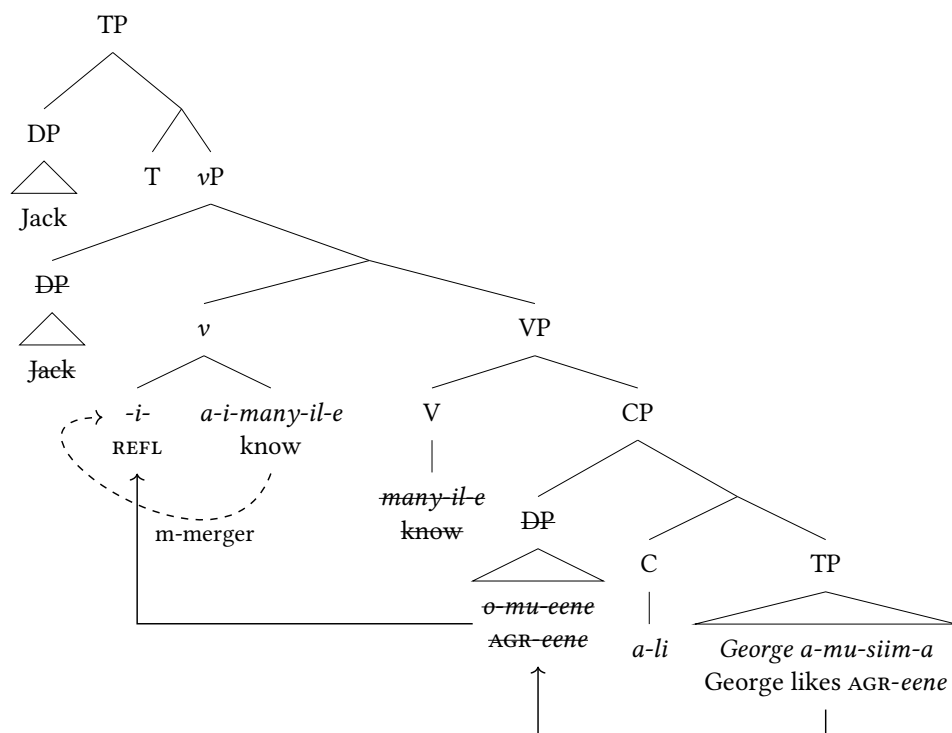 TP
DP
T vP
Jack
DP
v VP
Jack
-i- a-i-many-il-e V CP
REFL know
many-il-e
know
DP
m-merger
C TP
o-mu-eene
AGR-eene
a-li George a-mu-siim-a
George likes AGR-eene